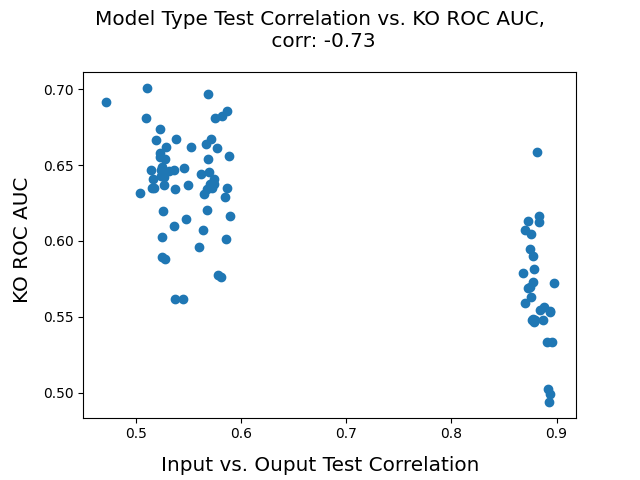 Model Type Test Correlation vs. KO ROC AUC,
corr: -0.73
0.70
0.65
0.60
0.55
0.50
KO ROC AUC
0.5
0.6
0.7
0.8
0.9
Input vs. Ouput Test Correlation